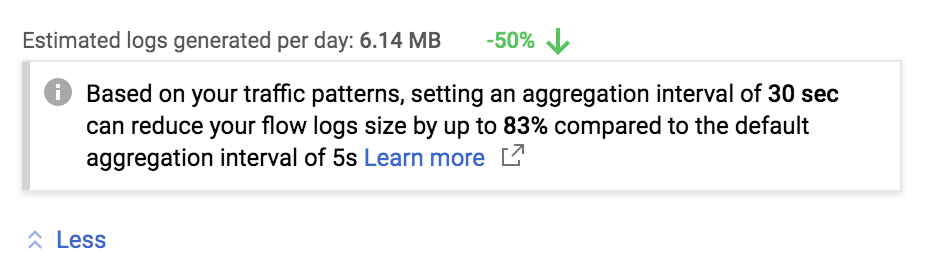 Estimated logs generated per day: 6.14 MB -50%
Based on your traffic patterns, setting an aggregation interval of 30 sec
can reduce your flow logs size by up to 83% compared to the default
aggregation interval of 5s Learn more
Less